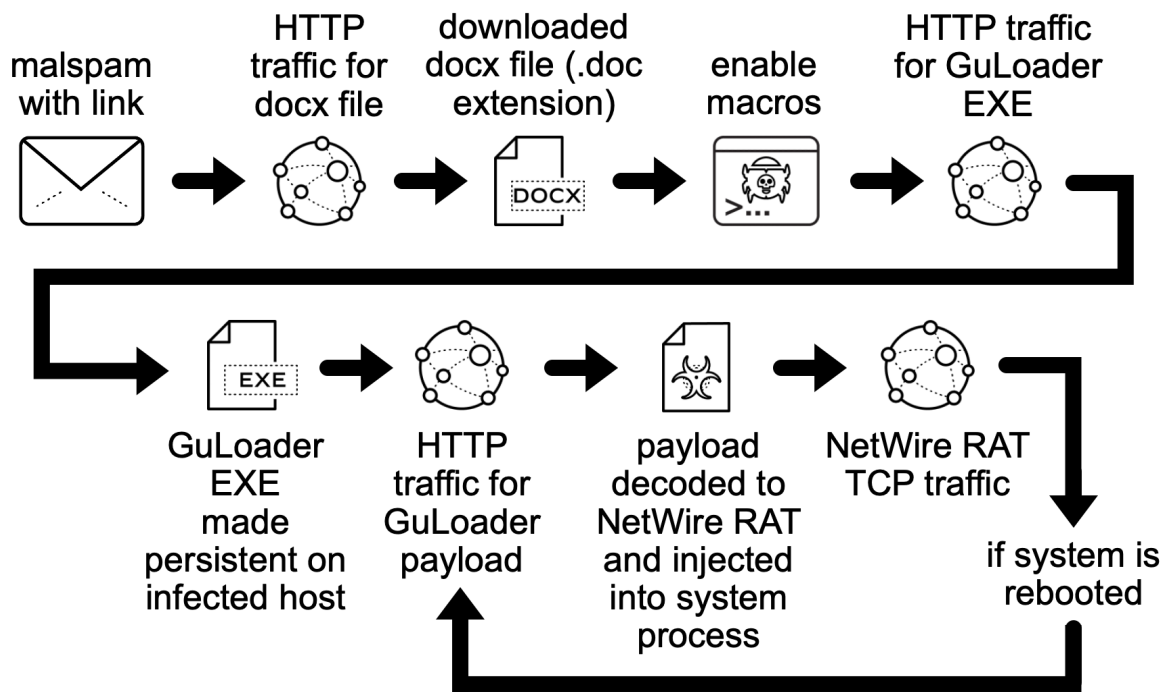 malspam
with link
HTTP
traffic for
docx file
downloaded
docx file (.doc
extension)
enable
macros
HTTP traffic
for GuLoader
EXE
DOCX
>...
EXE
GuLoader
EXE
made
persistent on
infected host
HTTP
traffic for
GuLoader
payload
payload
decoded to
NetWire RAT
and injected
into system
process
NetWire RAT
TCP traffic
if system is
rebooted